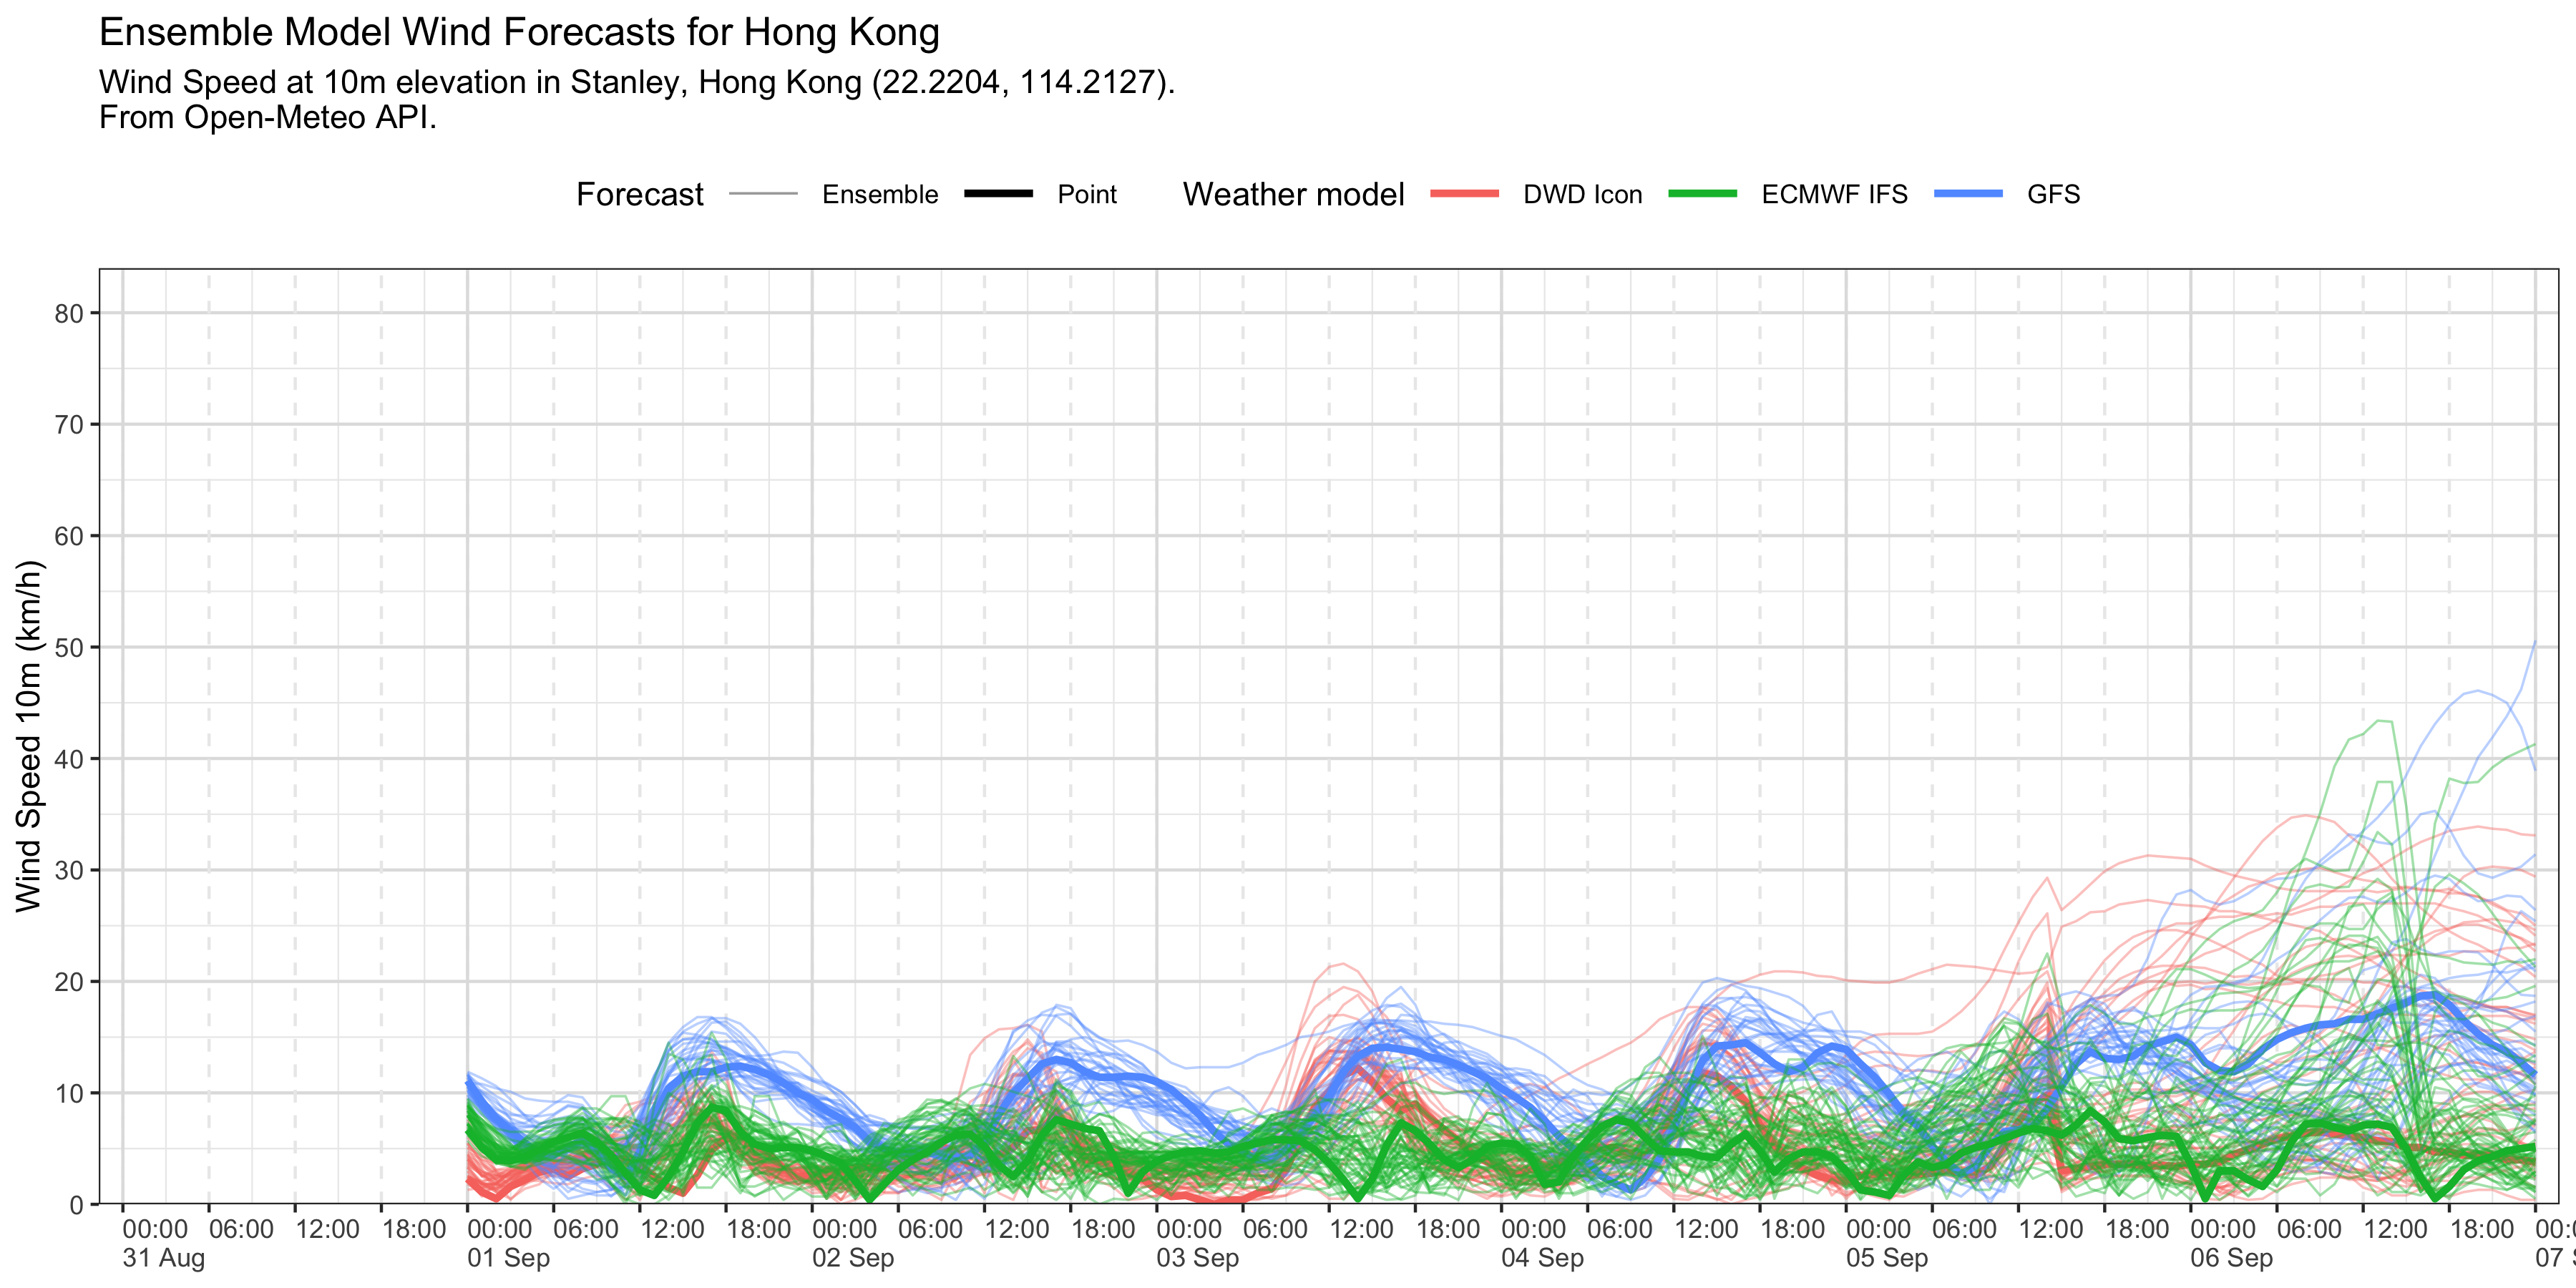 Ensemble Model Wind Forecasts for Hong Kong
Wind Speed at 10m elevation in Stanley, Hong Kong (22.2204, 114.2127).
From Open-Meteo API.
Forecast Ensemble Point Weather model DWD Icon ECMWF IFS GFS
Wind Speed 10m (km/h)
80
70
60
50
40
30
20
10
0
00:00 06:00 12:00 18:00 00:00 06:00 12:00 18:00 00:00 06:00 12:00 18:00 00:00 06:00 12:00 18:00 00:00 06:00 12:00 18:00 00:00 06:00 12:00 18:00 00:00 06:00 12:00 18:00 00:0
31 Aug 01 Sep 02 Sep 03 Sep 04 Sep 05 Sep 06 Sep 07 S